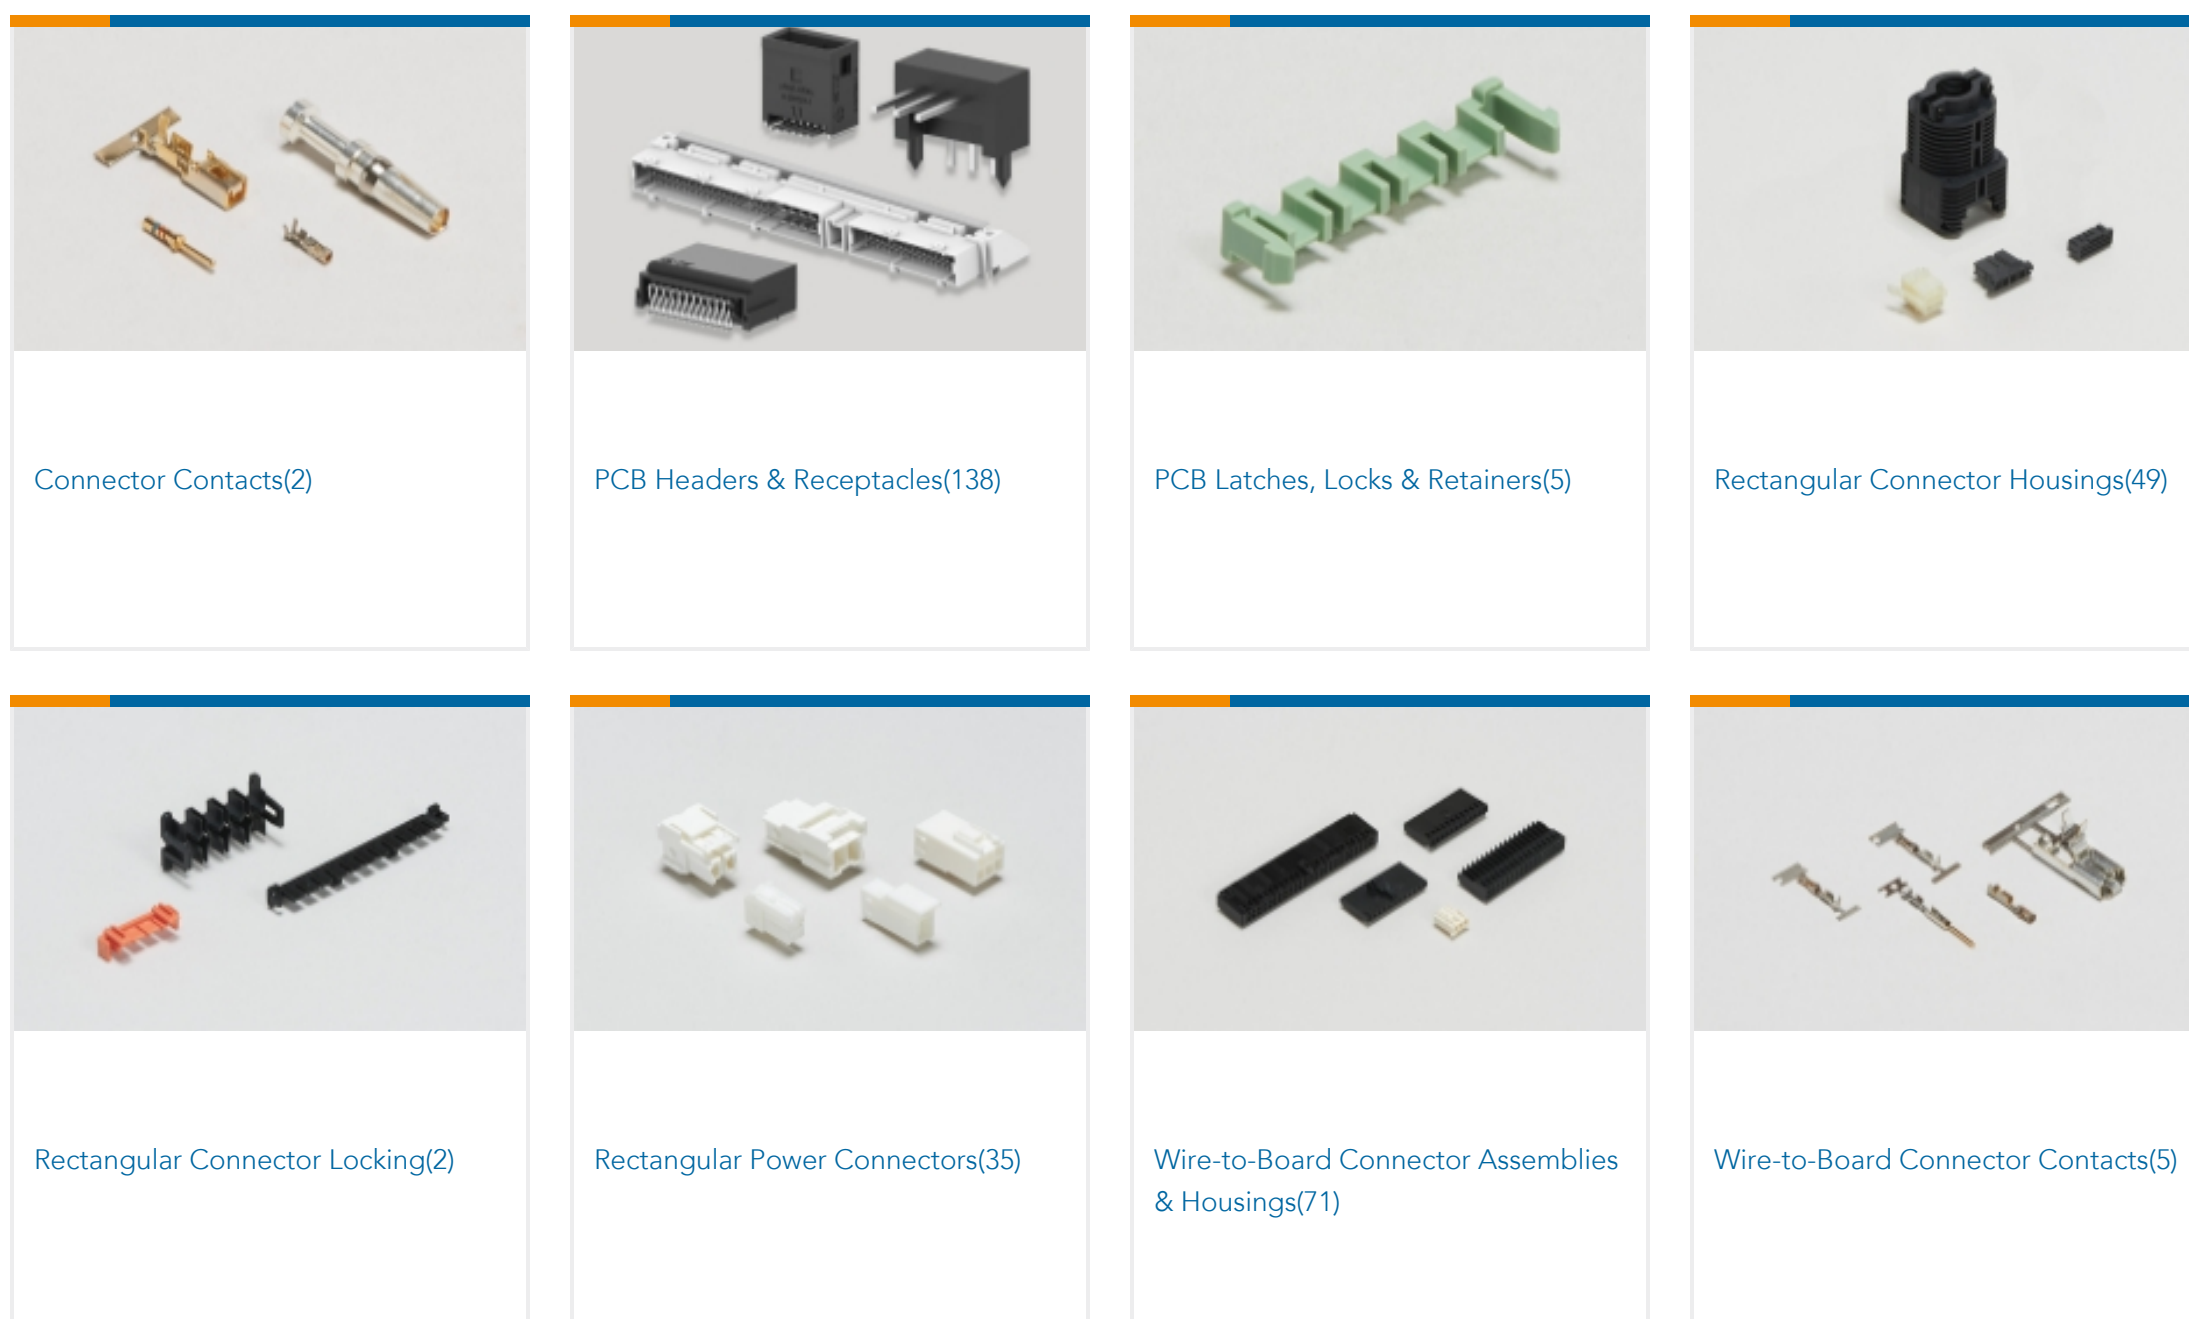 Connector Contacts(2)
PCB Headers & Receptacles(138)
PCB Latches, Locks & Retainers(5)
Rectangular Connector Housings(49)
Rectangular Connector Locking(2)
Rectangular Power Connectors(35)
Wire-to-Board Connector Assemblies
& Housings(71)
Wire-to-Board Connector Contacts(5)